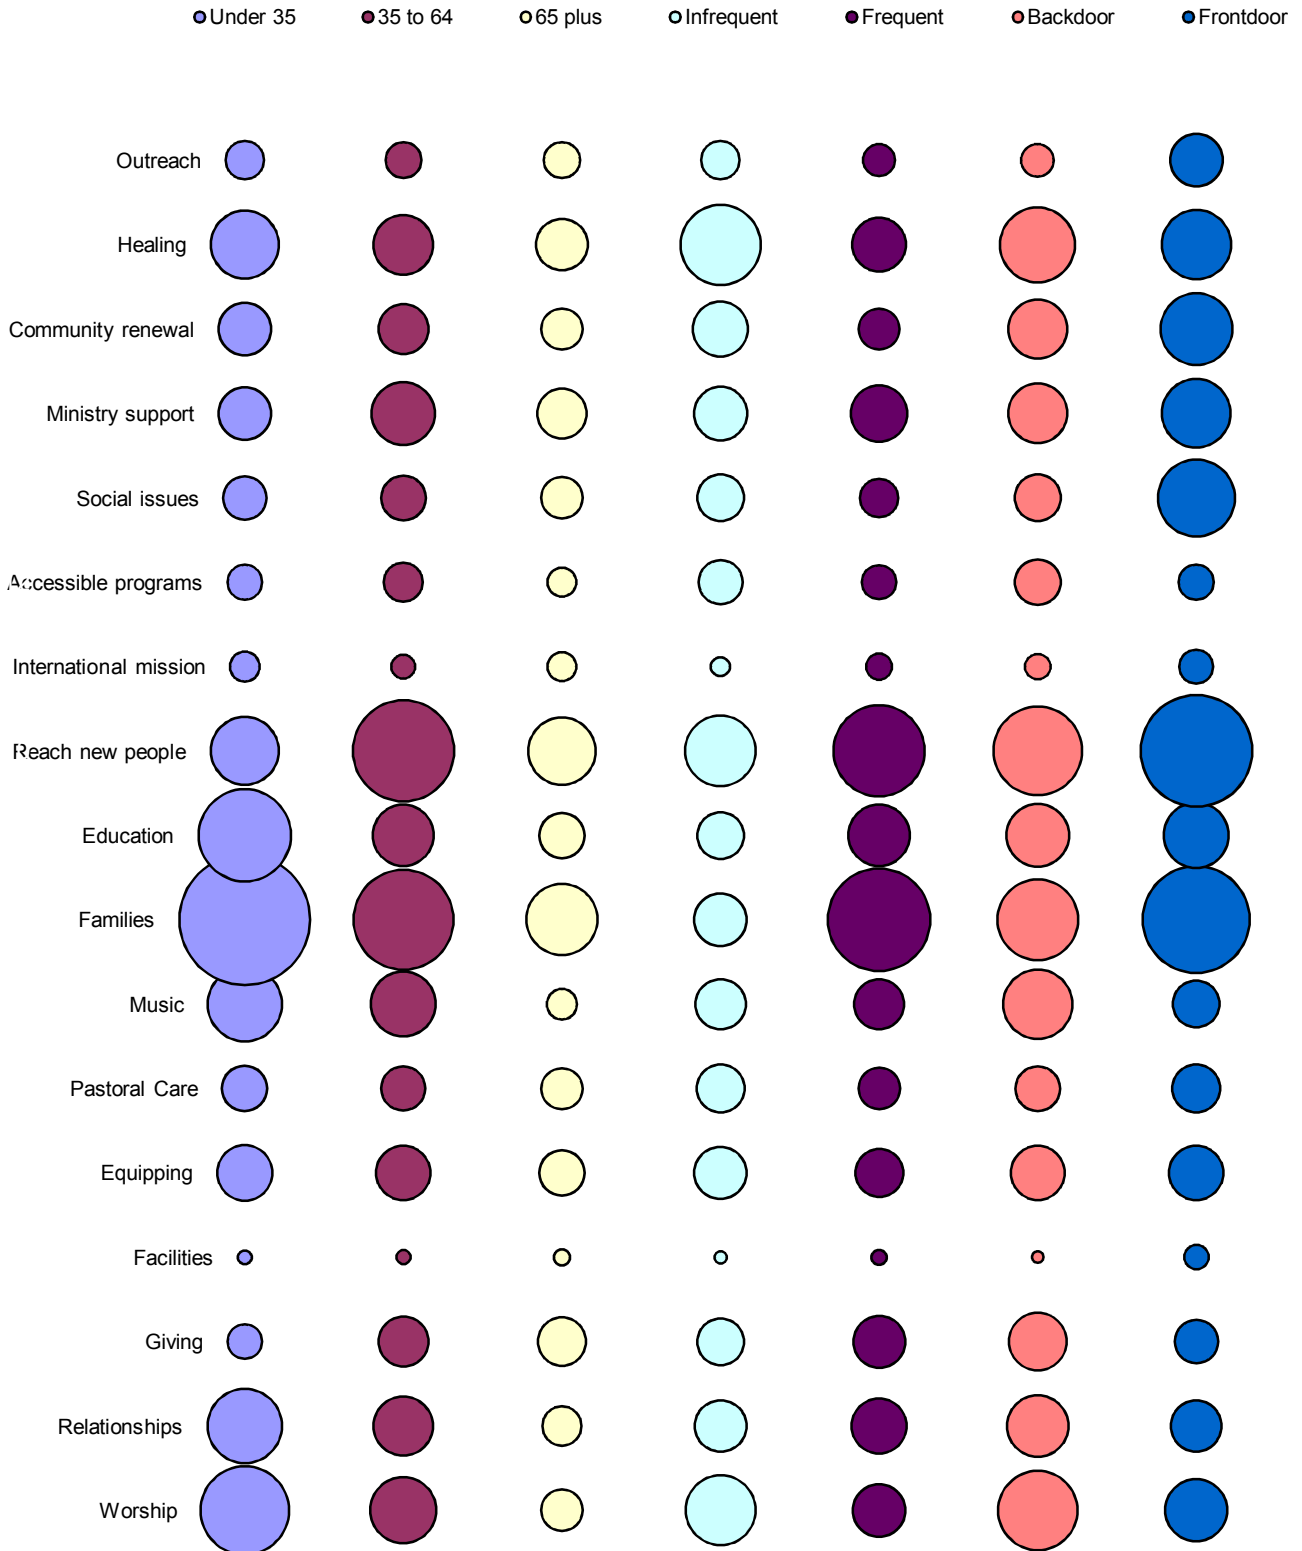 Under 35 35 to 64 65 plus Infrequent Frequent Backdoor Frontdoor
Outreach
Healing
Community renewal
Ministry support
Social issues
Accessible programs
International mission
Reach new people
Education
Families
Music
Pastoral Care
Equipping
Facilities
Giving
Relationships
Worship